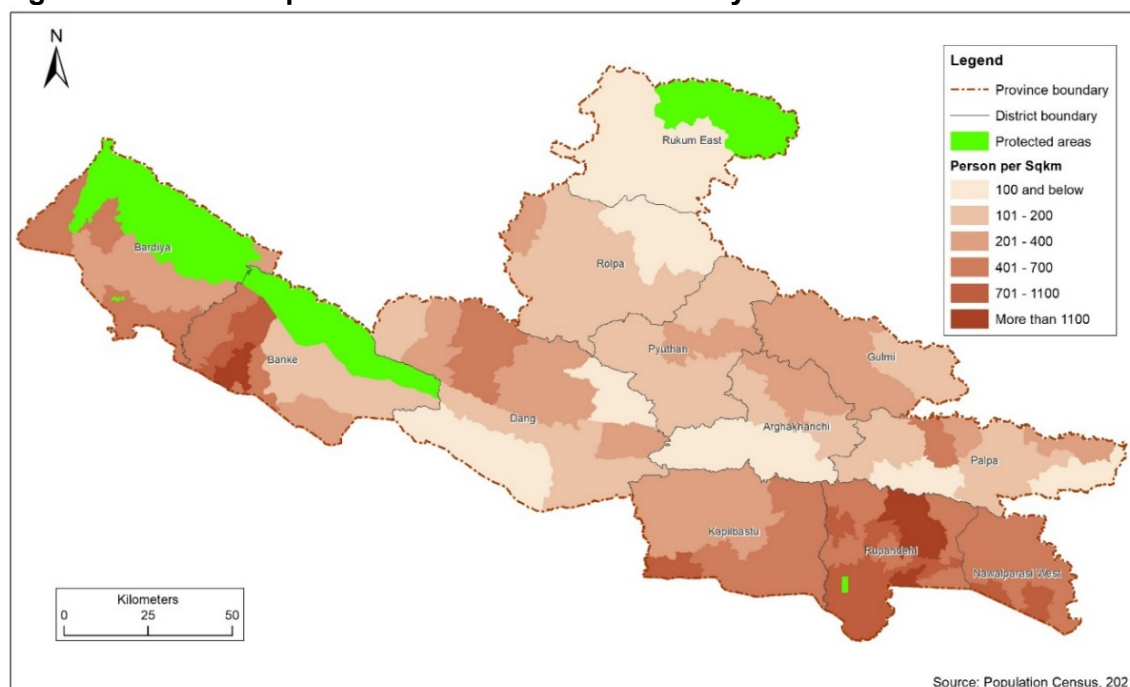 N
Legend
Province boundary
District boundary
Protected areas
Person per Sqkm
100 and below
101 - 200
201 - 400
401 - 700
701 - 1100
More than 1100
Rukum East
Bardiya
Rolpa
Banke
Pyuthan
Gulmi
Dang
Arghakhanchi
Palpa
Kapilbastu
Rupandehi
Nawalparasi West
Kilometers
0 25 50
Source: Population Census, 202